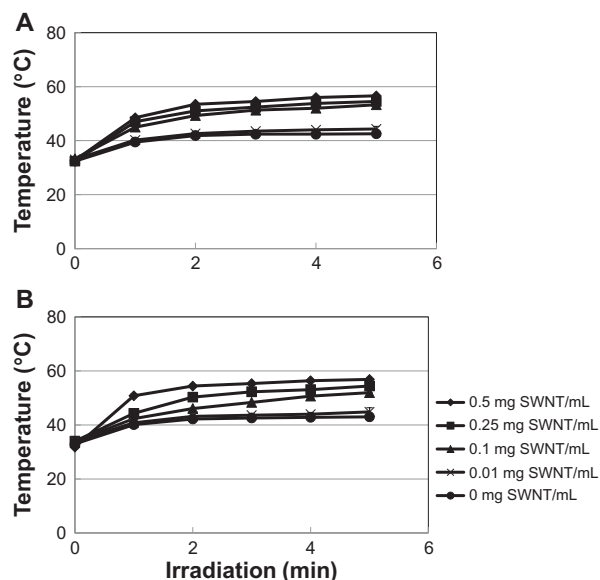 A
Temperature (°C)
80
60
40
20
0
0
2
4
6
B
Temperature (°C)
80
60
40
20
0
0
2
4
6
Irradiation (min)
0.5 mg SWNT/mL
0.25 mg SWNT/mL
0.1 mg SWNT/mL
0.01 mg SWNT/mL
0 mg SWNT/mL